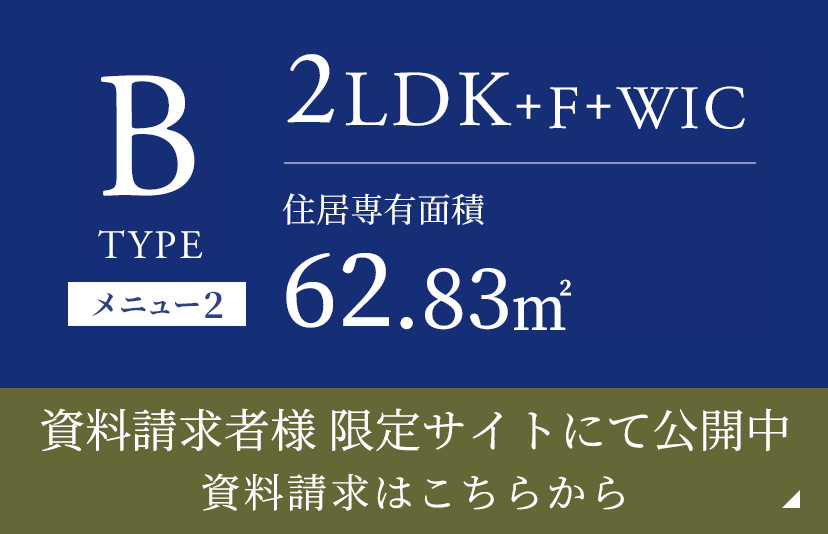 B
TYPE
メニュー2
2LDK+F+WIC
住居専有面積
62.83㎡
資料請求者様 限定サイトにて公開中
資料請求はこちらから